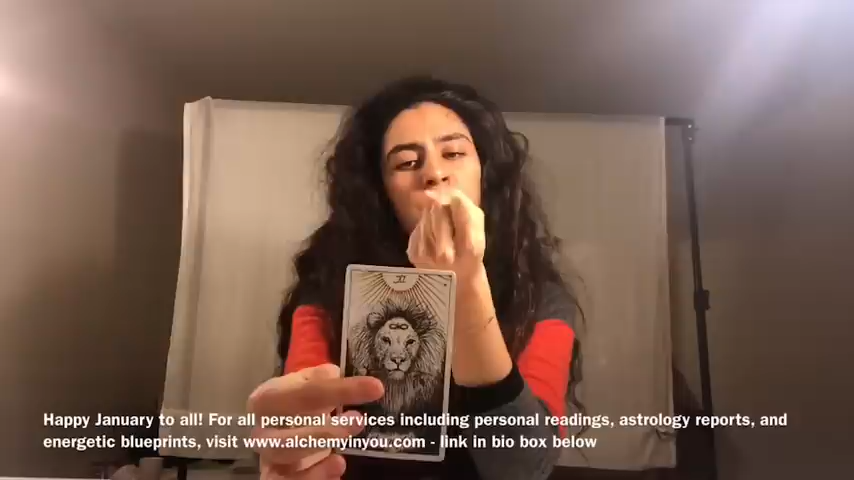 Happy January to all! For all personal services including personal readings, astrology reports, and
energetic blueprints, visit www.alchemyinyou.com - link in bio box below